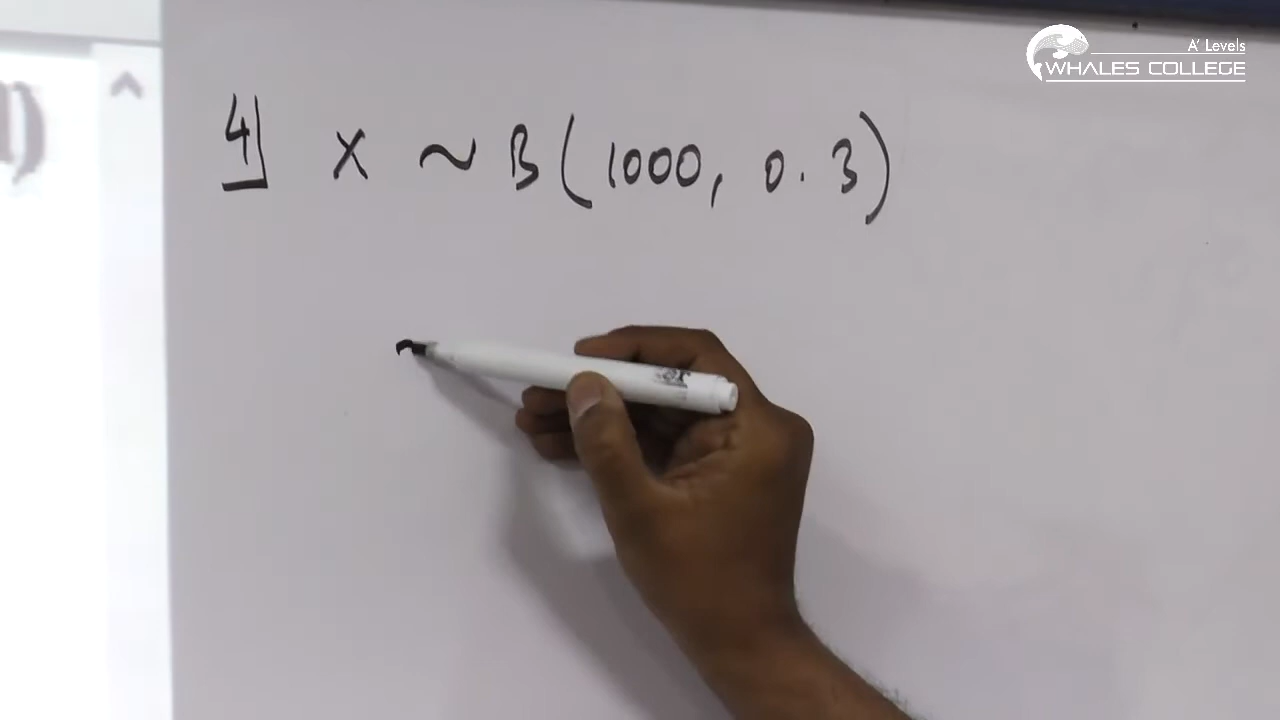 A' Levels
WHALES COLLEGE
4] X ~ B(1000, 0.3)